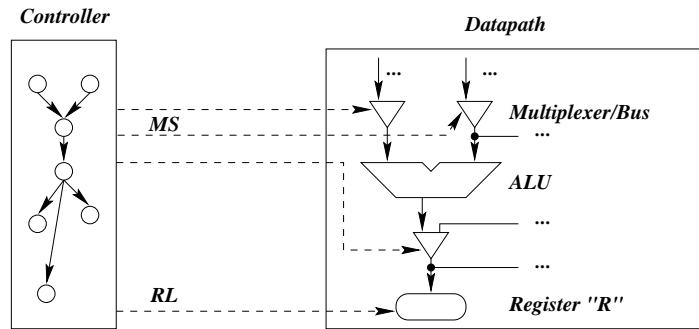 Controller
Datapath
... ...
Multiplexer/Bus
MS
...
ALU
...
...
RL
Register "R"